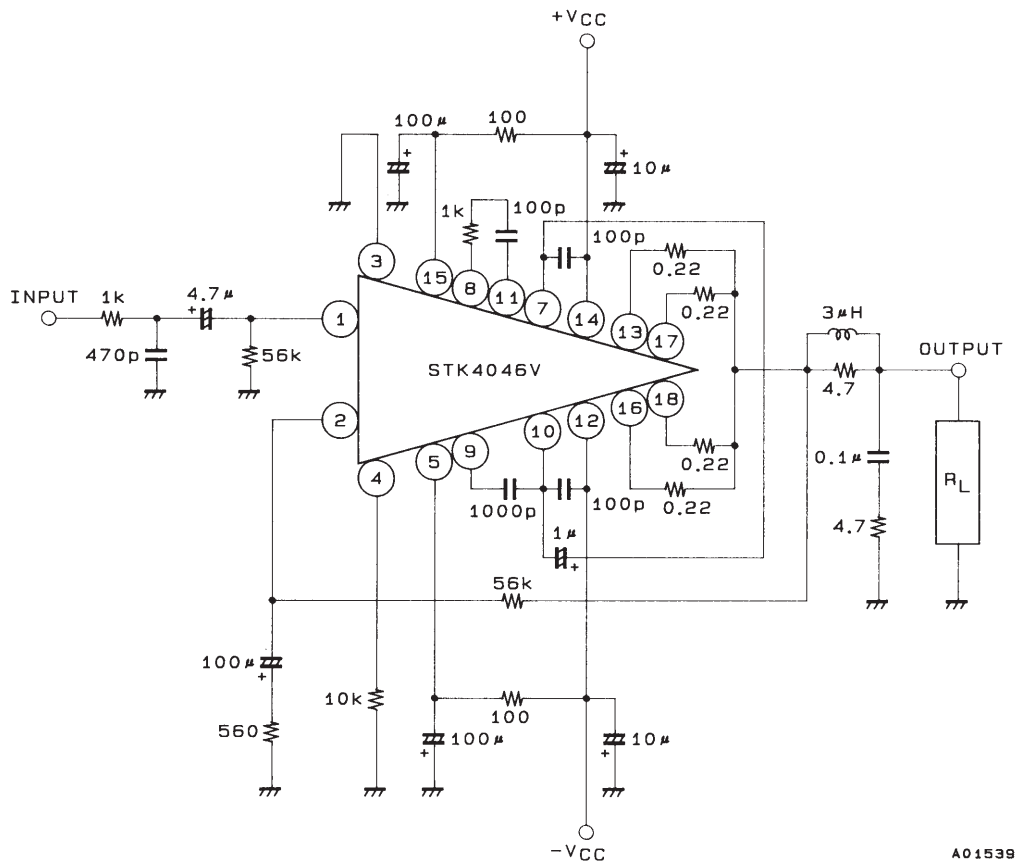 +VCC
100µ
100
10µ
1k
100p
100p
3
15
8
11
7
14
13
17
0.22
0.22
INPUT
1k
4.7µ
1
470p
56k
STK4046V
3µH
4.7
OUTPUT
2
4
5
9
10
12
16
18
0.22
0.22
1000p
100p
1µ
0.1µ
4.7
RL
56k
100µ
560
10k
100
100µ
10µ
-VCC
A01539